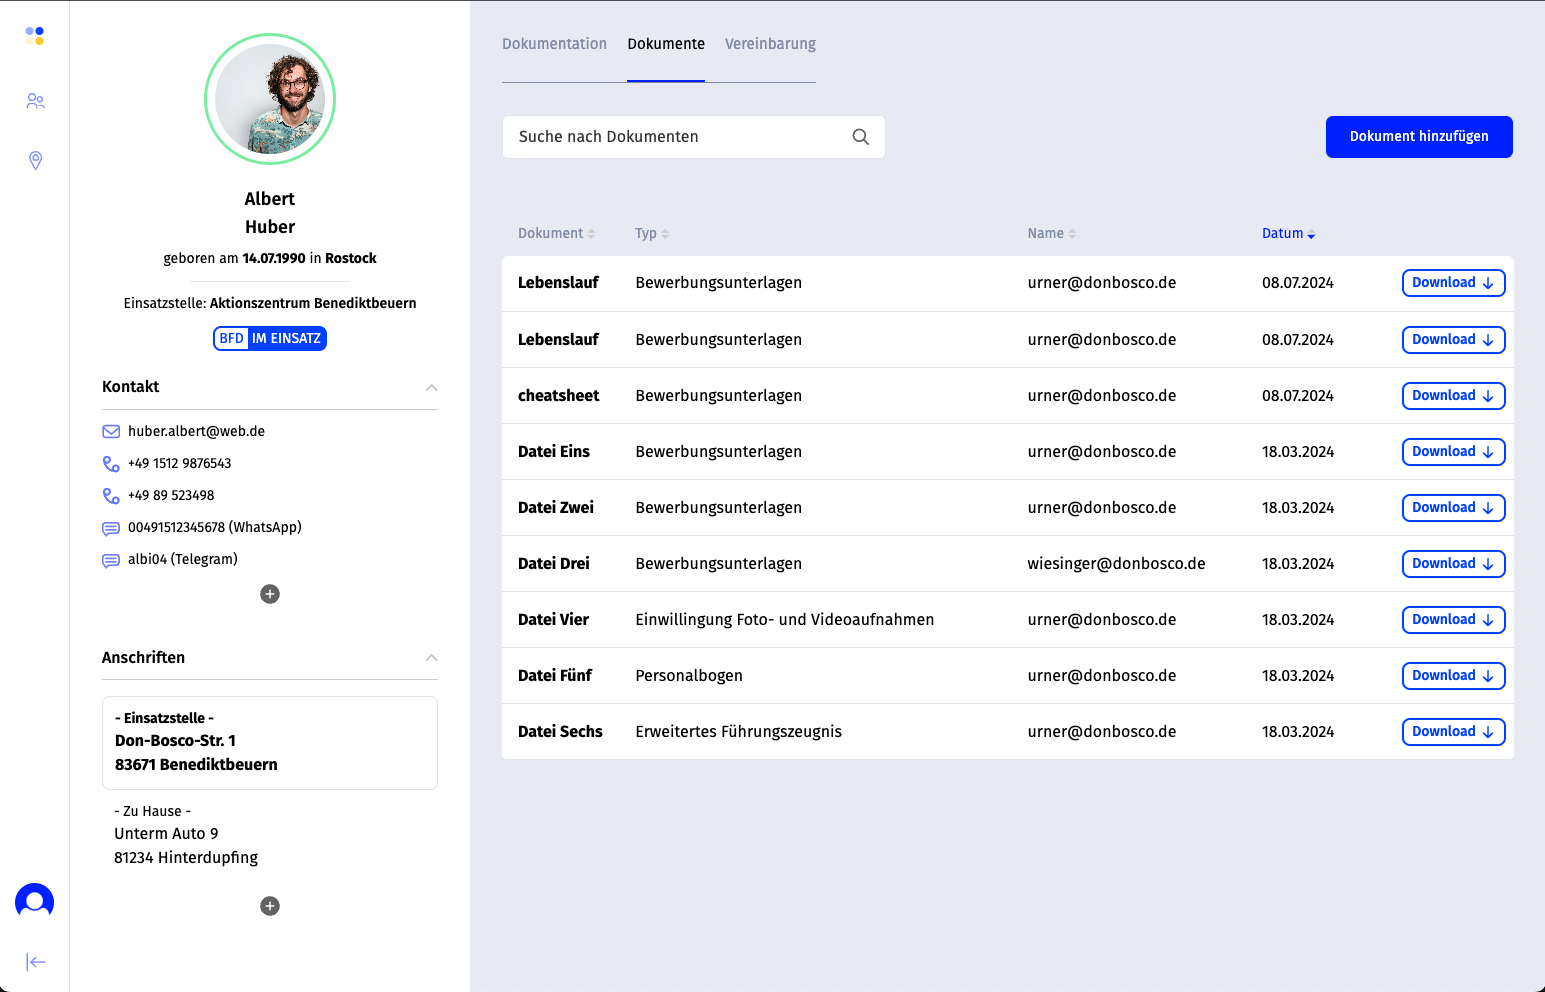 Albert
Huber
geboren am 14.07.1990 in Rostock
Einsatzstelle: Aktionszentrum Benediktbeuern
BFD IM EINSATZ
Kontakt
huber.albert@web.de
+49 1512 9876543
+49 89 523498
00491512345678 (WhatsApp)
albi04 (Telegram)
Anschriften
- Einsatzstelle -
Don-Bosco-Str. 1
83671 Benediktbeuern
- Zu Hause -
Unterm Auto 9
81234 Hinterdupfing
Dokumentation Dokumente Vereinbarung
Suche nach Dokumenten
Dokument hinzufügen
Dokument Typ Name Datum
Lebenslauf Bewerbungsunterlagen urner@donbosco.de 08.07.2024 Download
Lebenslauf Bewerbungsunterlagen urner@donbosco.de 08.07.2024 Download
cheatsheet Bewerbungsunterlagen urner@donbosco.de 08.07.2024 Download
Datei Eins Bewerbungsunterlagen urner@donbosco.de 18.03.2024 Download
Datei Zwei Bewerbungsunterlagen urner@donbosco.de 18.03.2024 Download
Datei Drei Bewerbungsunterlagen wiesinger@donbosco.de 18.03.2024 Download
Datei Vier Einwillingung Foto- und Videoaufnahmen urner@donbosco.de 18.03.2024 Download
Datei Fünf Personalbogen urner@donbosco.de 18.03.2024 Download
Datei Sechs Erweitertes Führungszeugnis urner@donbosco.de 18.03.2024 Download